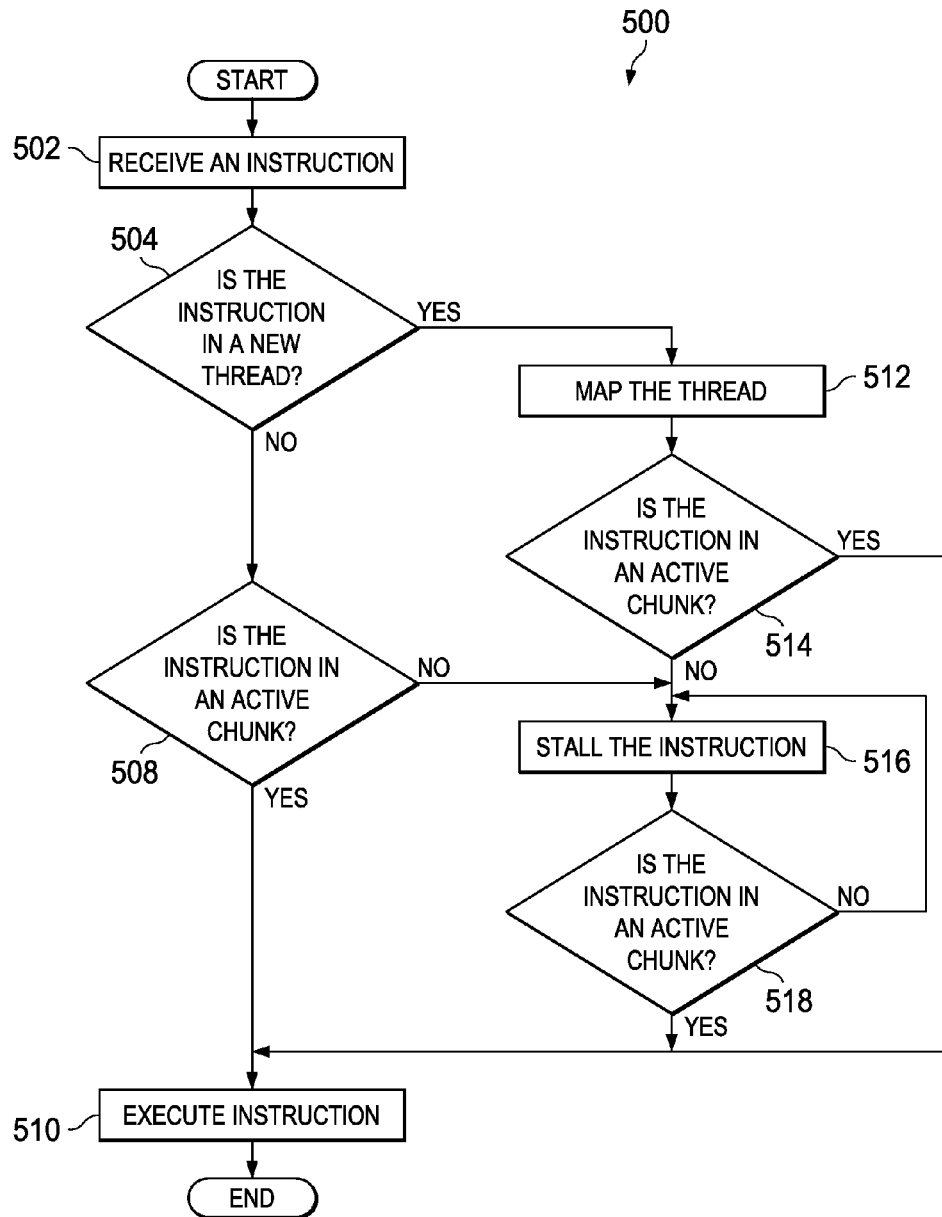 500
START
502
RECEIVE AN INSTRUCTION
504
IS THE
INSTRUCTION
IN A NEW
THREAD?
YES
NO
MAP THE THREAD
512
IS THE
INSTRUCTION IN
AN ACTIVE
CHUNK?
YES
514
NO
IS THE
INSTRUCTION IN
AN ACTIVE
CHUNK?
NO
508
YES
STALL THE INSTRUCTION
516
IS THE
INSTRUCTION IN
AN ACTIVE
CHUNK?
NO
518
YES
510
EXECUTE INSTRUCTION
END